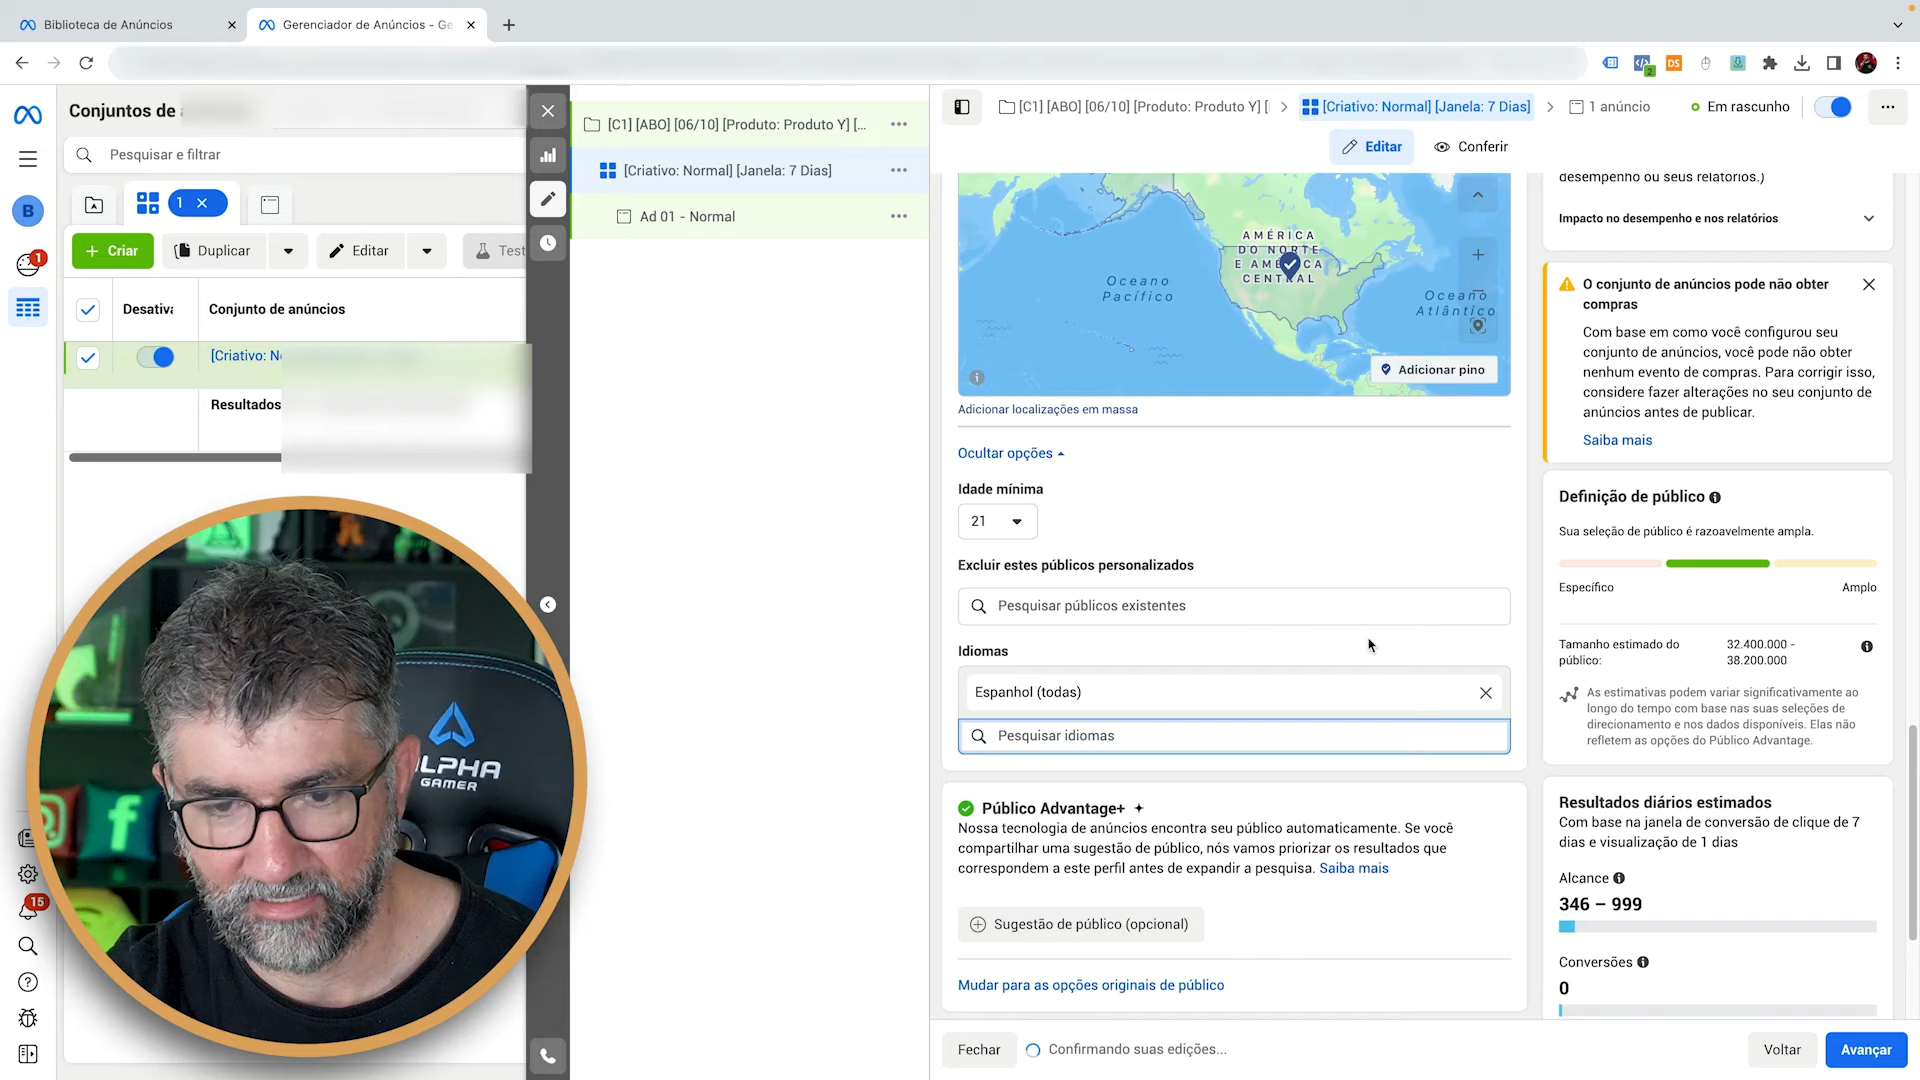 Biblioteca de Anúncios
Gerenciador de Anúncios - Ge
2
DS
Conjuntos de
Pesquisar e filtrar
1
B
1
Criar
Duplicar
Editar
Test
Desativa
Conjunto de anúncios
[Criativo: N
Resultados
15
ALPHA
GAMER
[C1] [ABO] [06/10] [Produto: Produto Y] [...
[Criativo: Normal] [Janela: 7 Dias]
Ad 01 - Normal
[C1] [ABO] [06/10] [Produto: Produto Y] [
[Criativo: Normal] [Janela: 7 Dias]
1 anúncio
Em rascunho
Editar
Conferir
AMÉRICA
DO NORTE
E AMÉRICA
CENTRAL
Oceano
Pacífico
Oceano
Atlântico
Adicionar pino
Adicionar localizações em massa
Ocultar opções
Idade mínima
21
Excluir estes públicos personalizados
Pesquisar públicos existentes
Idiomas
Espanhol (todas)
Pesquisar idiomas
Público Advantage+
Nossa tecnologia de anúncios encontra seu público automaticamente. Se você
compartilhar uma sugestão de público, nós vamos priorizar os resultados que
correspondem a este perfil antes de expandir a pesquisa. Saiba mais
Sugestão de público (opcional)
Mudar para as opções originais de público
desempenho ou seus relatórios.)
Impacto no desempenho e nos relatórios
O conjunto de anúncios pode não obter
compras
Com base em como você configurou seu
conjunto de anúncios, você pode não obter
nenhum evento de compras. Para corrigir isso,
considere fazer alterações no seu conjunto de
anúncios antes de publicar.
Saiba mais
Definição de público
Sua seleção de público é razoavelmente ampla.
Específico
Amplo
Tamanho estimado do
público:
32.400.000 -
38.200.000
As estimativas podem variar significativamente ao
longo do tempo com base nas suas seleções de
direcionamento e nos dados disponíveis. Elas não
refletem as opções do Público Advantage.
Resultados diários estimados
Com base na janela de conversão de clique de 7
dias e visualização de 1 dias
Alcance
346 – 999
Conversões
0
Fechar
Confirmando suas edições...
Voltar
Avançar